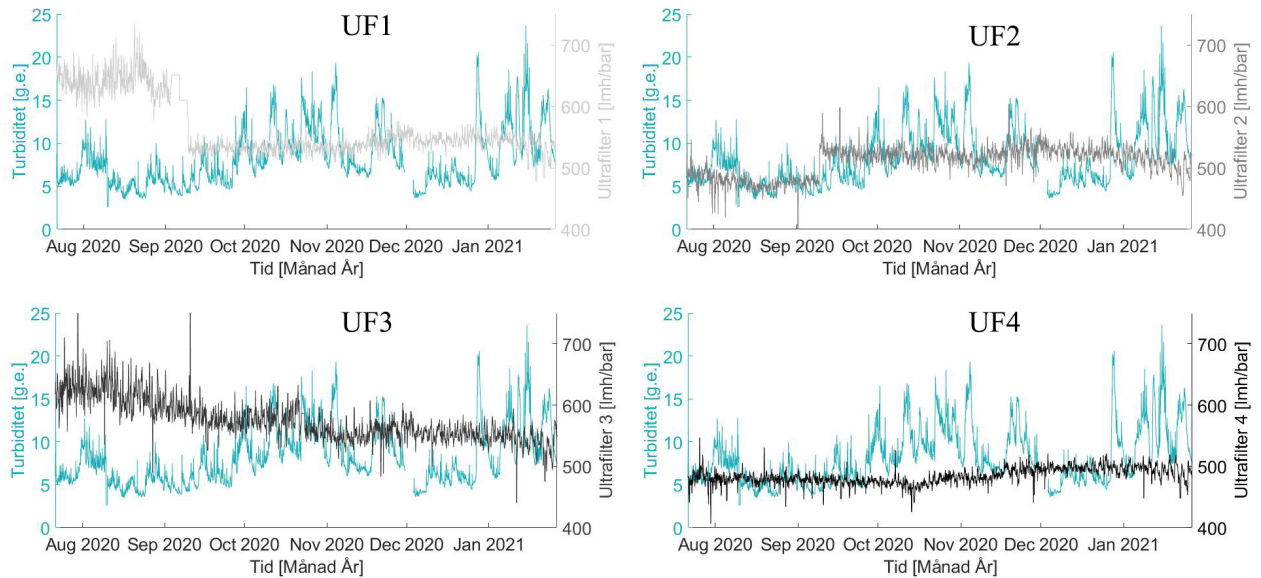 UF1
25
20
15
10
5
0
Turbiditet [g.e.]
700
600
500
400
Ultrafilter 1 [lmh/bar]
Aug 2020 Sep 2020 Oct 2020 Nov 2020 Dec 2020 Jan 2021
Tid [Månad År]
UF2
25
20
15
10
5
0
Turbiditet [g.e.]
700
600
500
400
Ultrafilter 2 [lmh/bar]
Aug 2020 Sep 2020 Oct 2020 Nov 2020 Dec 2020 Jan 2021
Tid [Månad År]
UF3
25
20
15
10
5
0
Turbiditet [g.e.]
700
600
500
400
Ultrafilter 3 [lmh/bar]
Aug 2020 Sep 2020 Oct 2020 Nov 2020 Dec 2020 Jan 2021
Tid [Månad År]
UF4
25
20
15
10
5
0
Turbiditet [g.e.]
700
600
500
400
Ultrafilter 4 [lmh/bar]
Aug 2020 Sep 2020 Oct 2020 Nov 2020 Dec 2020 Jan 2021
Tid [Månad År]